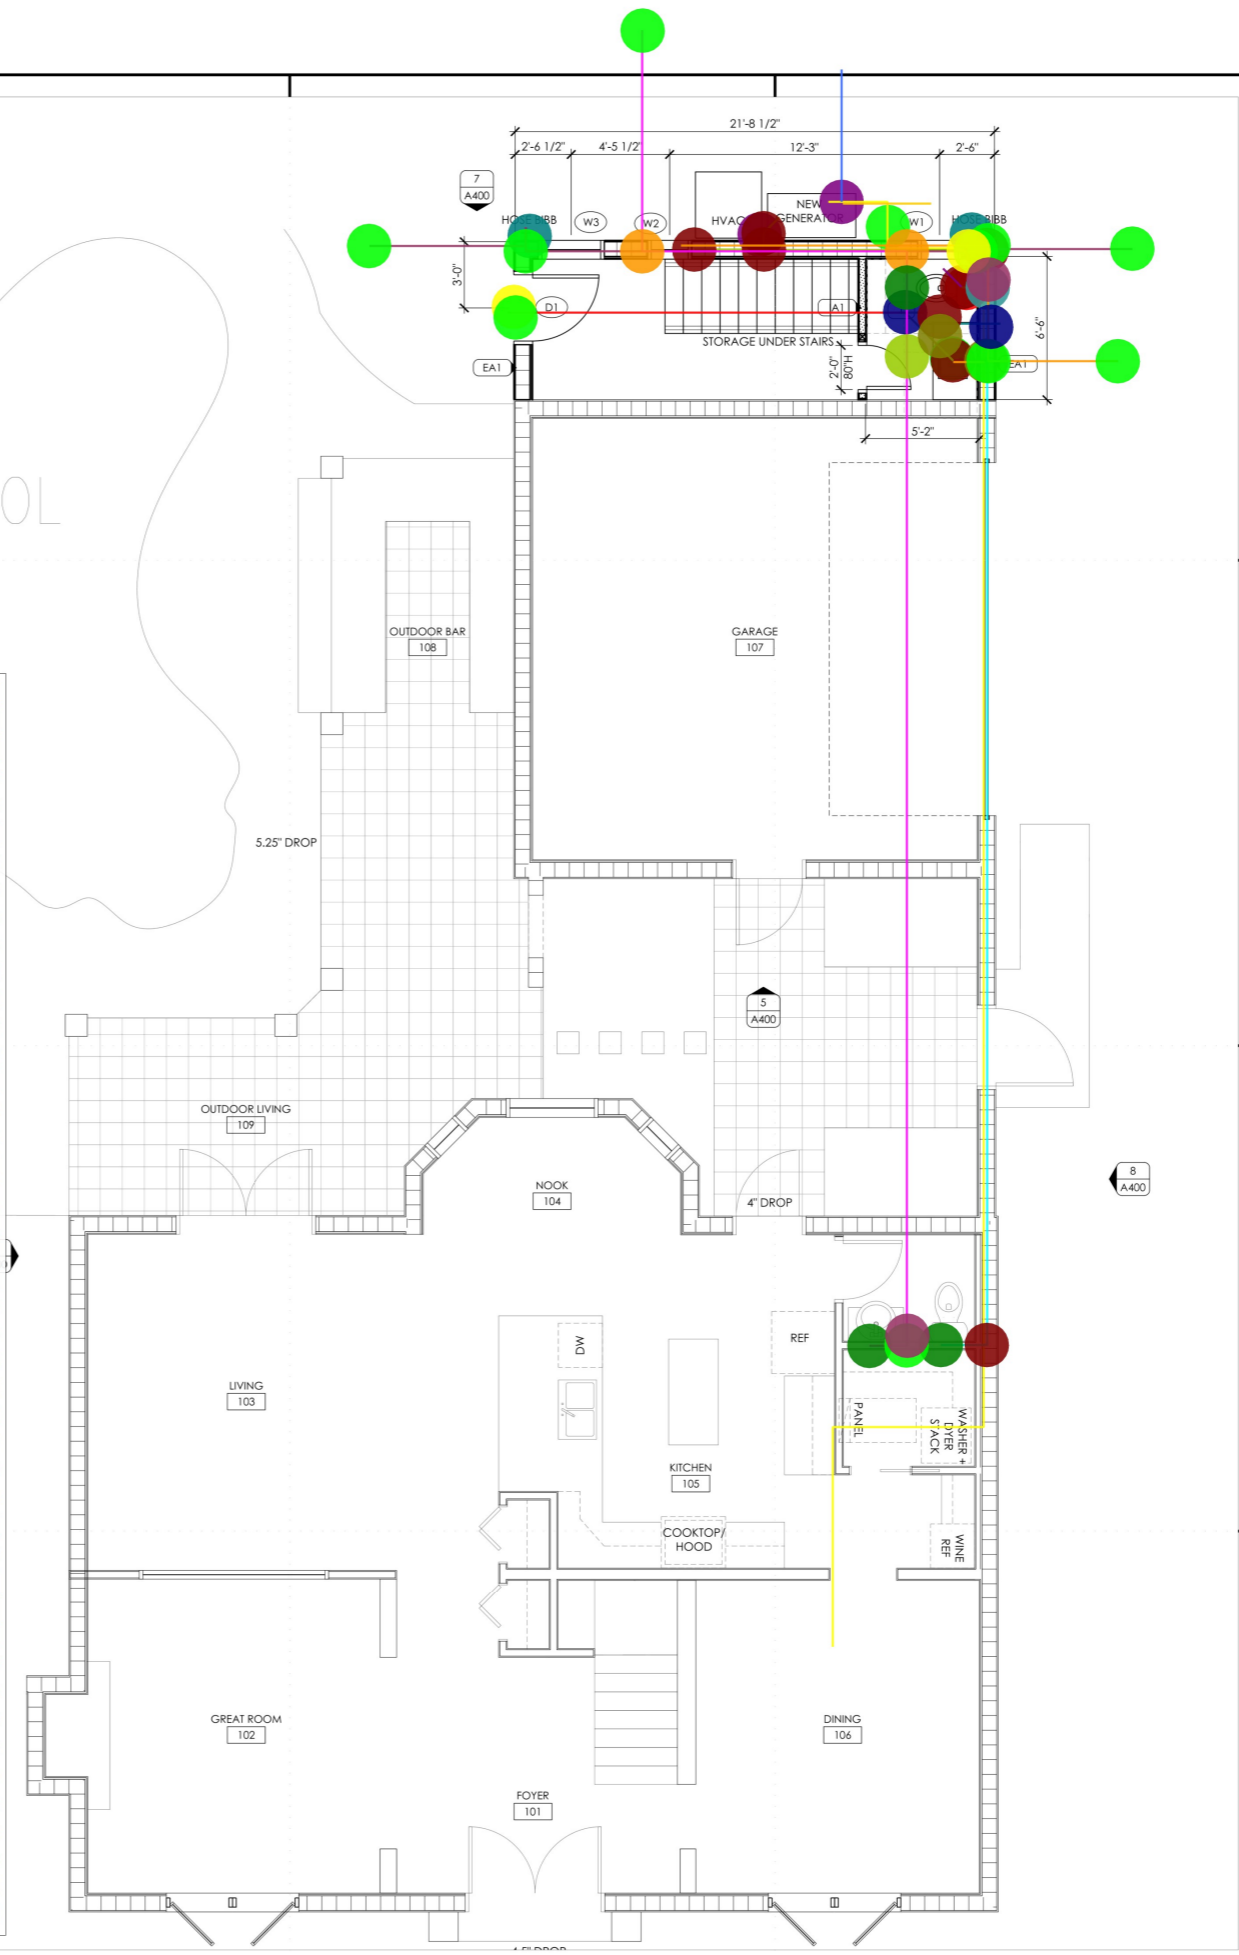 21'-8 1/2"
2'-6 1/2"
4'-5 1/2"
12'-3"
2'-6"
7
A400
HOSE BIBB
W3
W2
HVAC
NEW
GENERATOR
W1
HOSE BIBB
3'-0"
D1
A1
STORAGE UNDER STAIRS
6'-6"
EA1
2'-0"
80"H
EA1
5'-2"
OL
OUTDOOR BAR
108
GARAGE
107
5.25" DROP
5
A400
OUTDOOR LIVING
109
NOOK
104
4" DROP
8
A400
DW
REF
LIVING
103
PANEL
WASHER +
DYER
STACK
KITCHEN
105
COOKTOP/
HOOD
WINE
REF
GREAT ROOM
102
DINING
106
FOYER
101